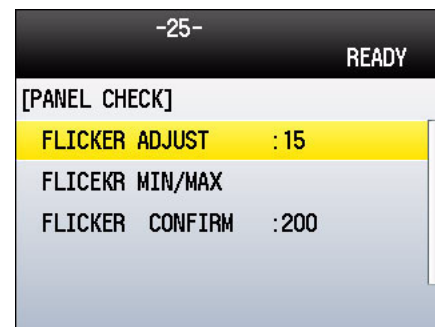 -25-
READY
[PANEL CHECK]
FLICKER ADJUST :15
FLICEKR MIN/MAX
FLICKER CONFIRM :200